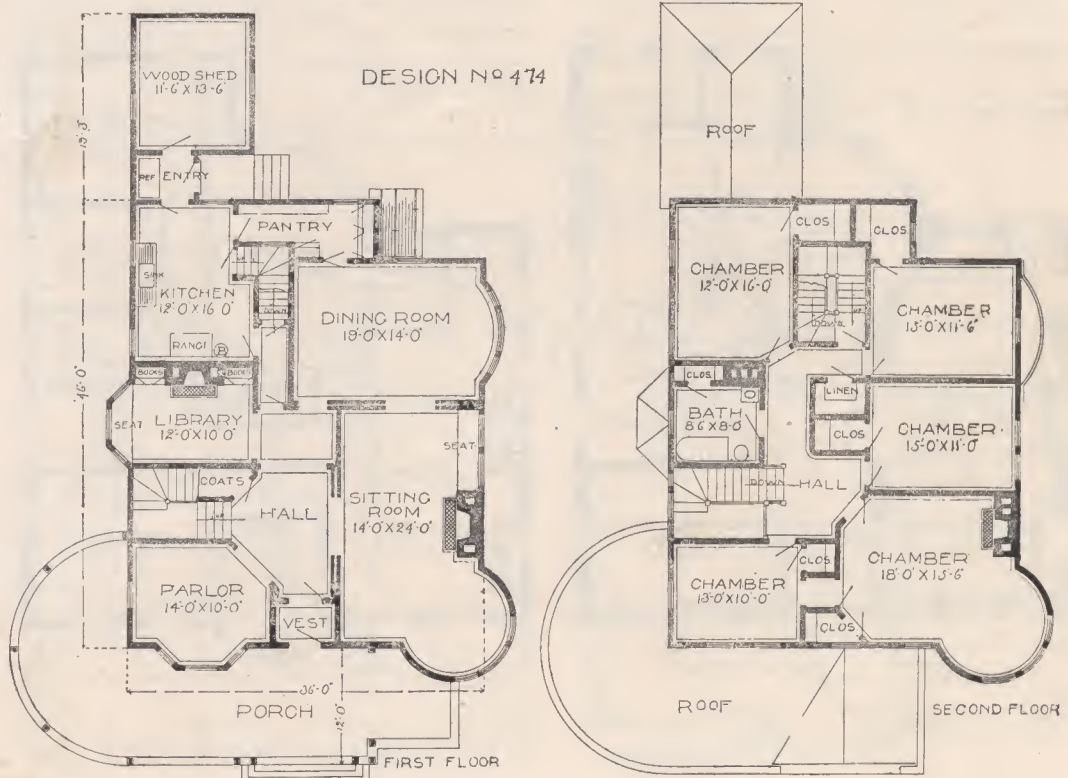 DESIGN Nº 474
WOOD SHED
11'-6" X 13'-6"
REF
ENTRY
PANTRY
SINK
KITCHEN
12'-0" X 16'-0"
RANGE
B
DOWN
DINING ROOM
19'-0" X 14'-0"
BOOKS
BOOKS
SEAT
LIBRARY
12'-0" X 10'-0"
SEAT
COATS
UP
HALL
SITTING
ROOM
14'-0" X 24'-0"
PARLOR
14'-0" X 10'-0"
VEST
46'-0"
36'-0"
12'-0"
PORCH
FIRST FLOOR
ROOF
CLOS.
CLOS.
CHAMBER
12'-0" X 16'-0"
UP
DOWN
CHAMBER
15'-0" X 11'-6"
CLOS.
LINEN
BATH
8'6" X 8'-0"
CLOS
CHAMBER
15'-0" X 11'-0"
DOWN
HALL
CHAMBER
13'-0" X 10'-0"
CLOS
CHAMBER
18'-0" X 15'-6"
CLOS.
ROOF
SECOND FLOOR